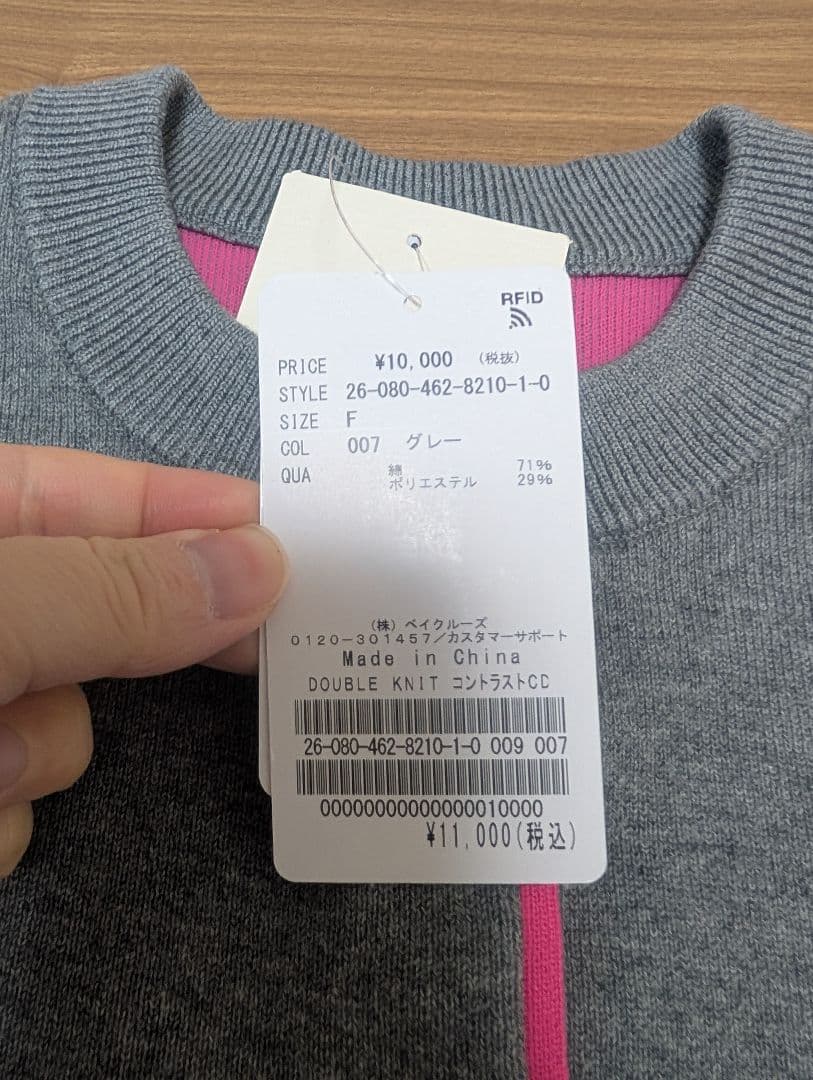 RFID
PRICE ¥10,000 (税抜)
STYLE 26-080-462-8210-1-0
SIZE F
COL 007 グレー
QUA 綿 71%
ポリエステル 29%
(株) ベイクルーズ
0120-301457/カスタマーサポート
Made in China
DOUBLE KNIT コントラストCD
26-080-462-8210-1-0 009 007
00000000000000010000
¥11,000(税込)